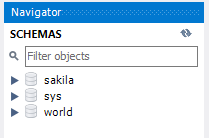 Navigator
SCHEMAS
Filter objects
sakila
sys
world